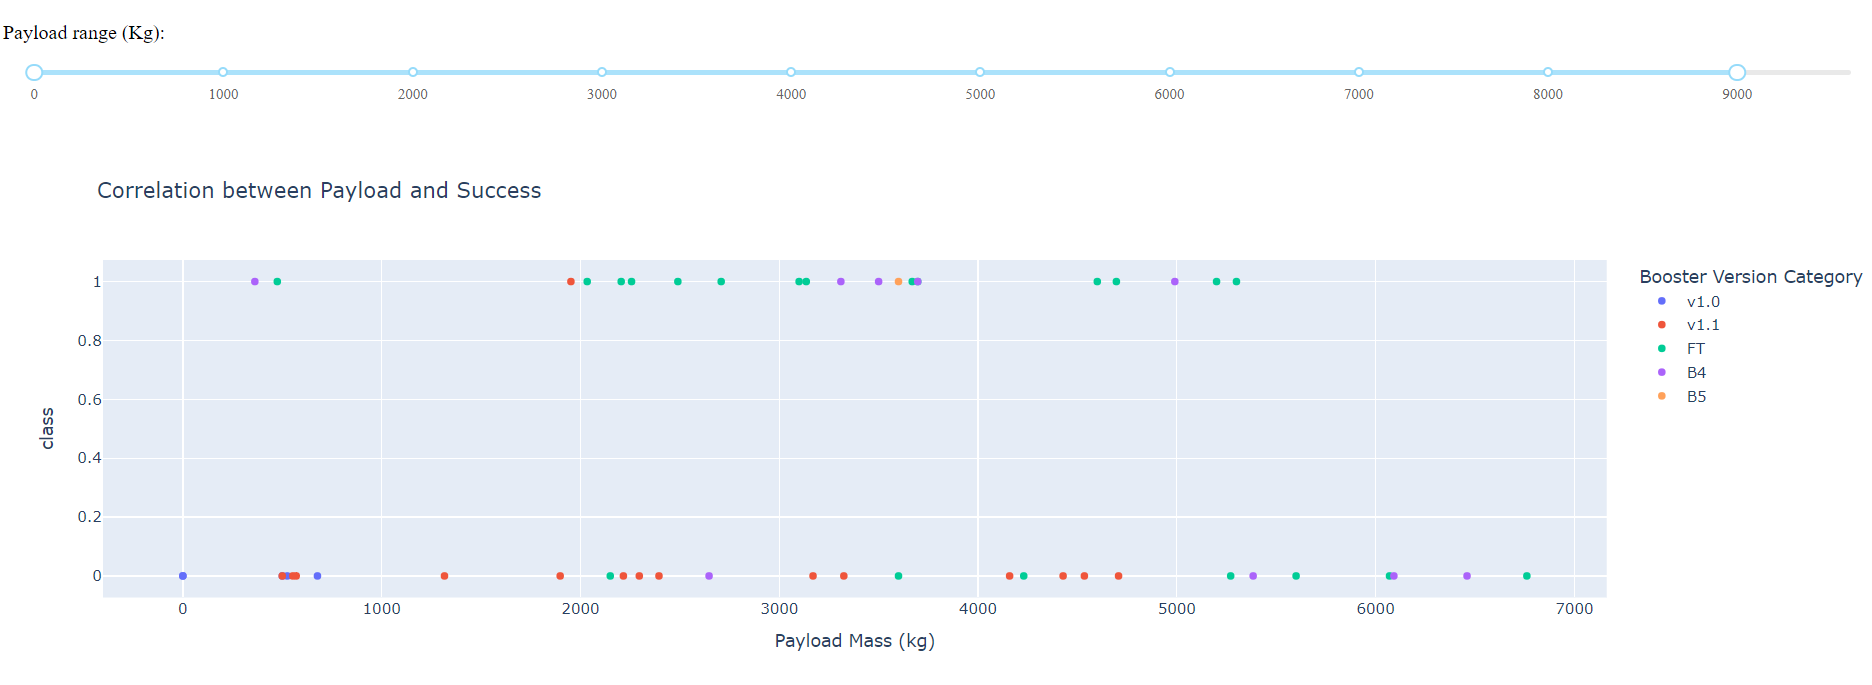 Payload range (Kg):
0 1000 2000 3000 4000 5000 6000 7000 8000 9000
Correlation between Payload and Success
Booster Version Category
v1.0
v1.1
FT
B4
B5
class
1
0.8
0.6
0.4
0.2
0
0 1000 2000 3000 4000 5000 6000 7000
Payload Mass (kg)